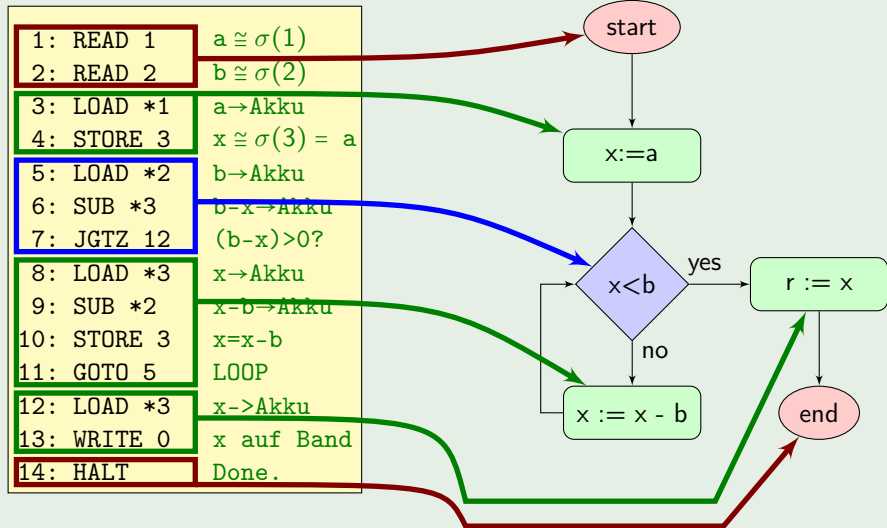 1: READ 1 a ≅ σ(1)
2: READ 2 b ≅ σ(2)
3: LOAD *1 a→Akku
4: STORE 3 x ≅ σ(3) = a
5: LOAD *2 b→Akku
6: SUB *3 b-x→Akku
7: JGTZ 12 (b-x)>0?
8: LOAD *3 x→Akku
9: SUB *2 x-b→Akku
10: STORE 3 x=x-b
11: GOTO 5 LOOP
12: LOAD *3 x->Akku
13: WRITE 0 x auf Band
14: HALT Done.
start
x:=a
x<b
yes
r := x
no
x := x - b
end